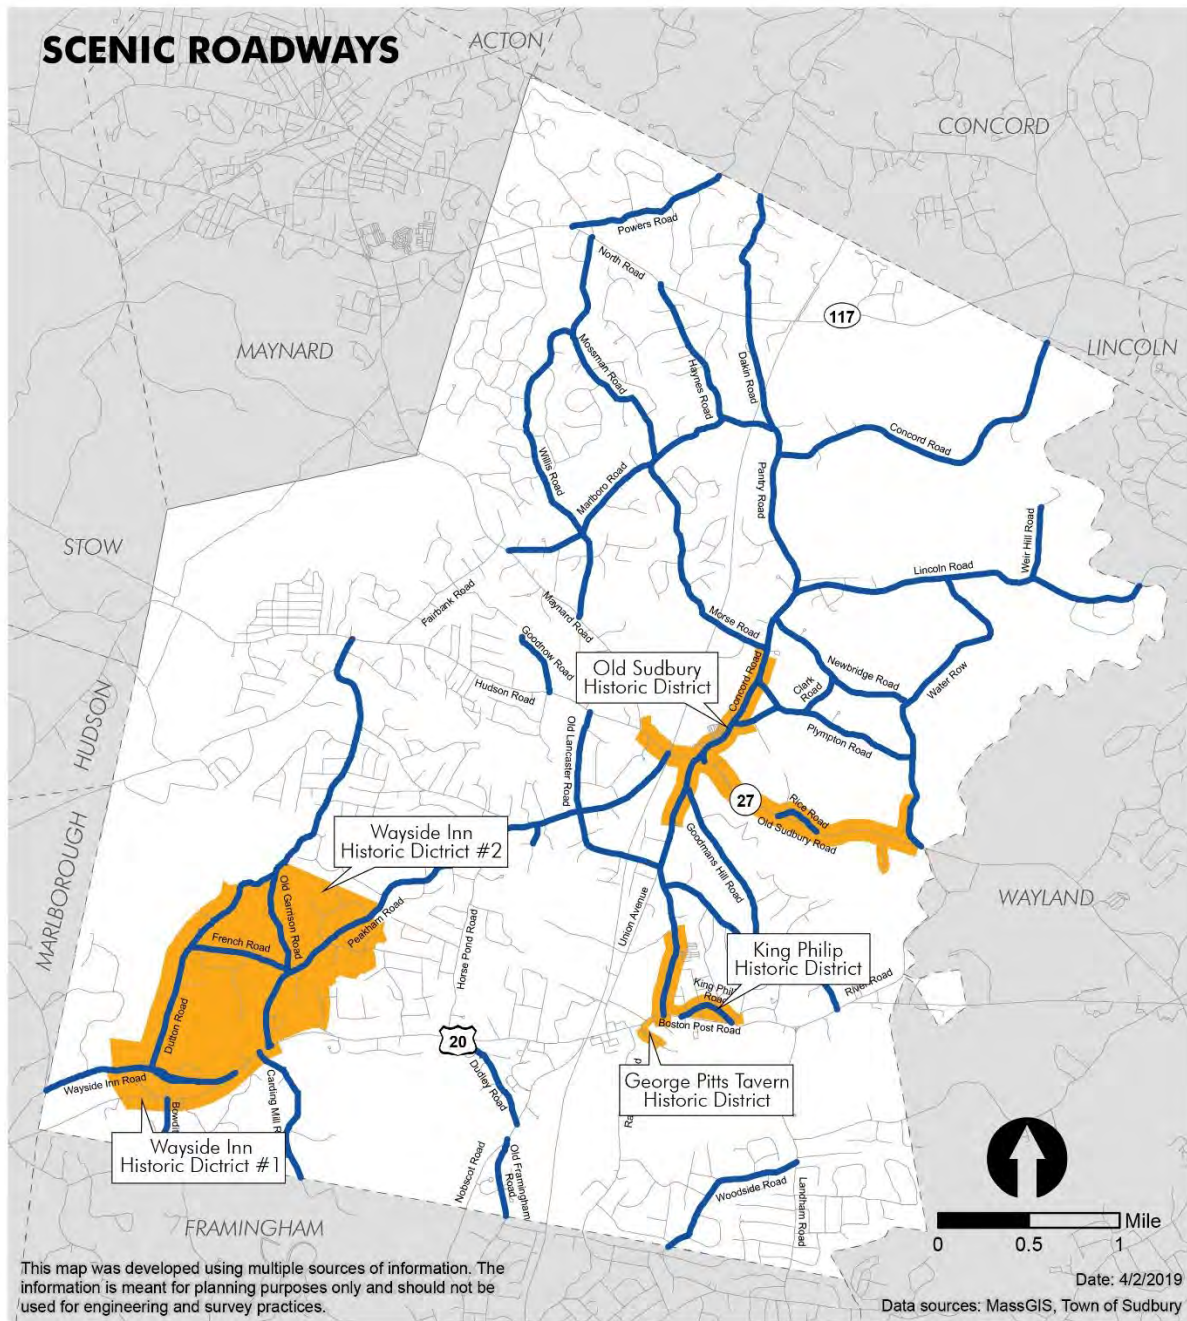 SCENIC ROADWAYS
ACTON
CONCORD
Powers Road
North Road
117
MAYNARD
LINCOLN
Mossman Road
Haynes Road
Dakin Road
Concord Road
Willis Road
Marlboro Road
Pantry Road
STOW
Weir Hill Road
Lincoln Road
Fairbank Road
Maynard Road
Morse Road
Goodnow Road
Old Sudbury
Historic District
Concord Road
Newbridge Road
Clark
Road
Water Row
Hudson Road
HUDSON
Old Lancaster Road
Plympton Road
27
Rice Road
Old Sudbury Road
Wayside Inn
Historic Dictrict #2
MARLBOROUGH
Old Garrison Road
Peakham Road
French Road
Goodmans Hill Road
Union Avenue
WAYLAND
Horse Pond Road
King Philip
Historic District
King Phili
Road
River Road
Dutton Road
Boston Post Road
20
Wayside Inn Road
Dudley Road
Carding Mill R
Bowdit
George Pitts Tavern
Historic District
Ra
d
Wayside Inn
Historic District #1
Nobscot Road
Old Framingham
Road
Woodside Road
Landham Road
FRAMINGHAM
Mile
0 0.5 1
This map was developed using multiple sources of information. The
information is meant for planning purposes only and should not be
used for engineering and survey practices.
Date: 4/2/2019
Data sources: MassGIS, Town of Sudbury